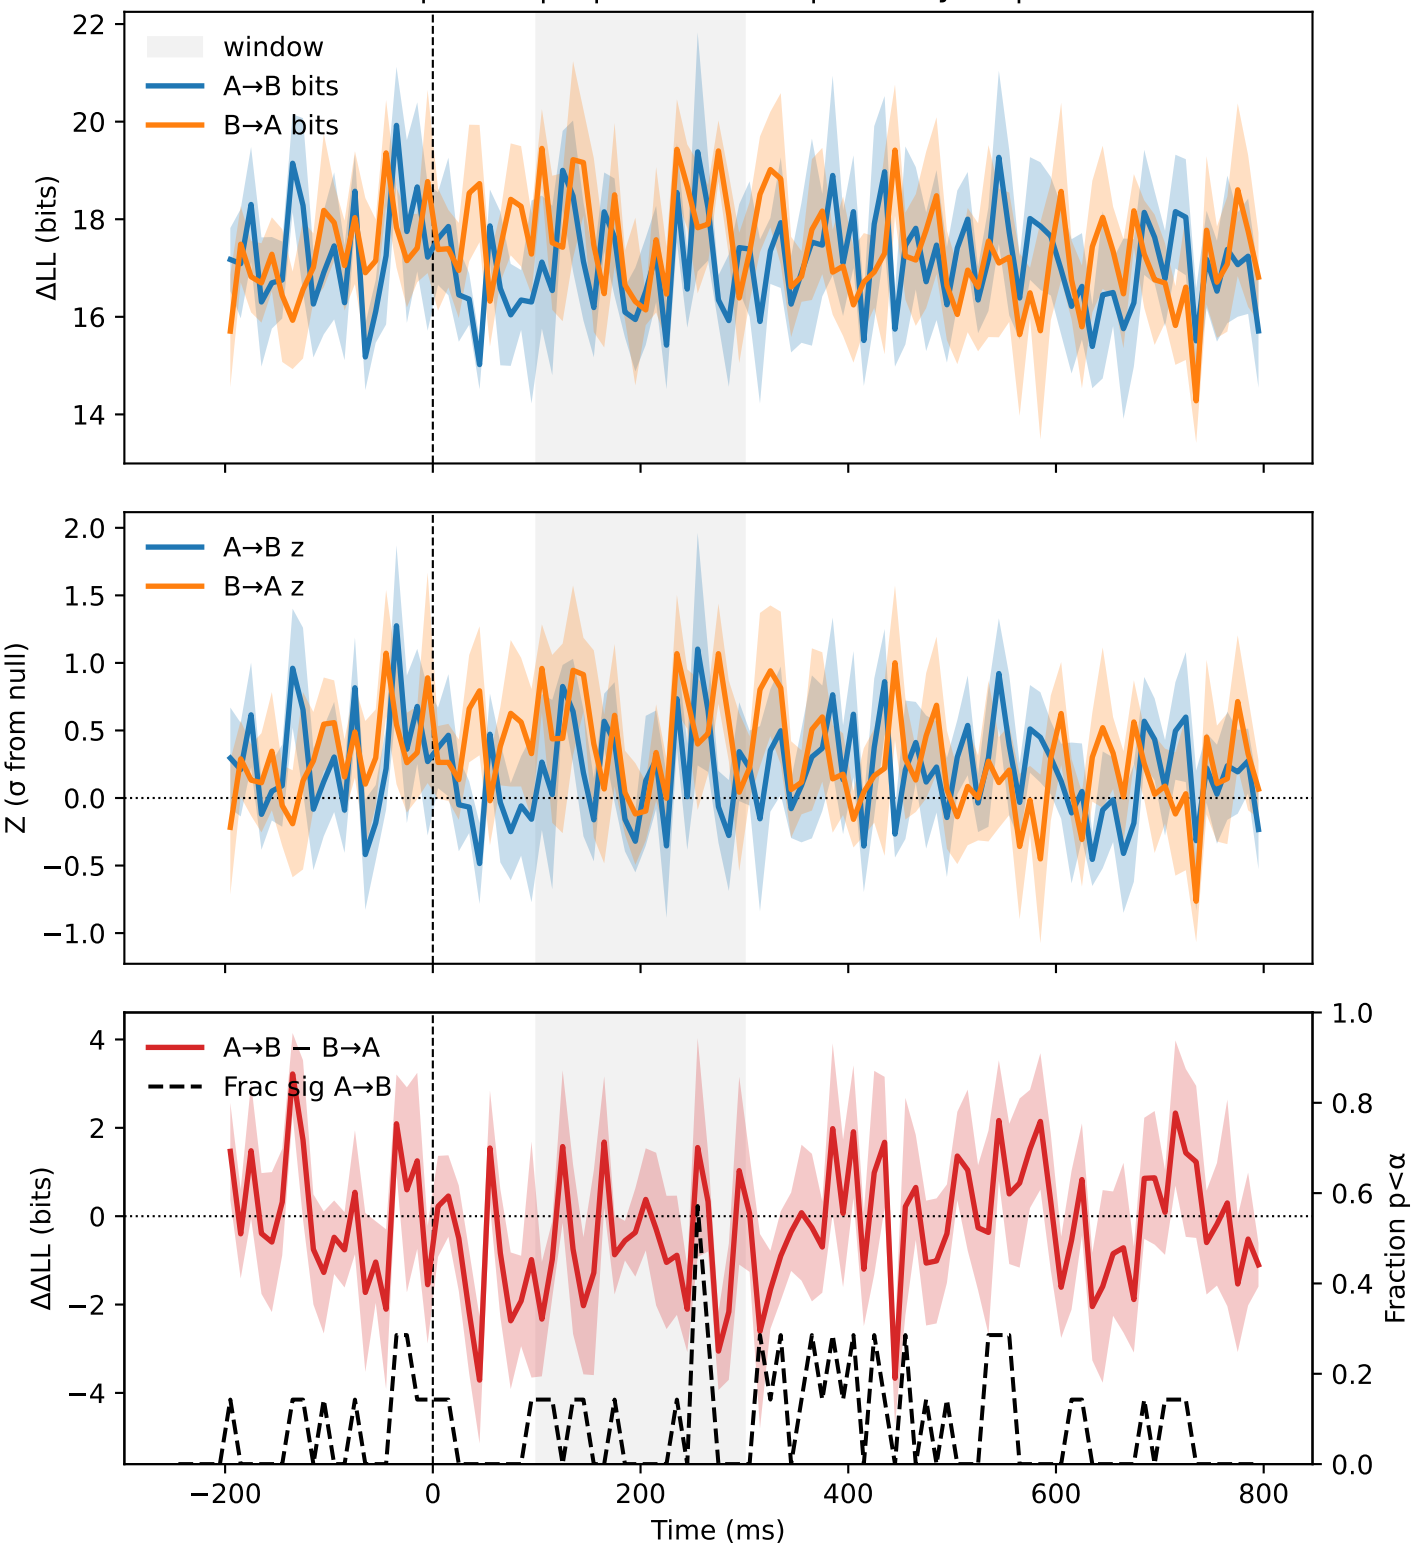 22
20
18
16
14
ΔLL (bits)
window
A→B bits
B→A bits
2.0
1.5
1.0
0.5
0.0
−0.5
−1.0
Z (σ from null)
A→B z
B→A z
4
2
0
−2
−4
ΔΔLL (bits)
A→B − B→A
Frac sig A→B
1.0
0.8
0.6
0.4
0.2
0.0
Fraction p<α
−200 0 200 400 600 800
Time (ms)